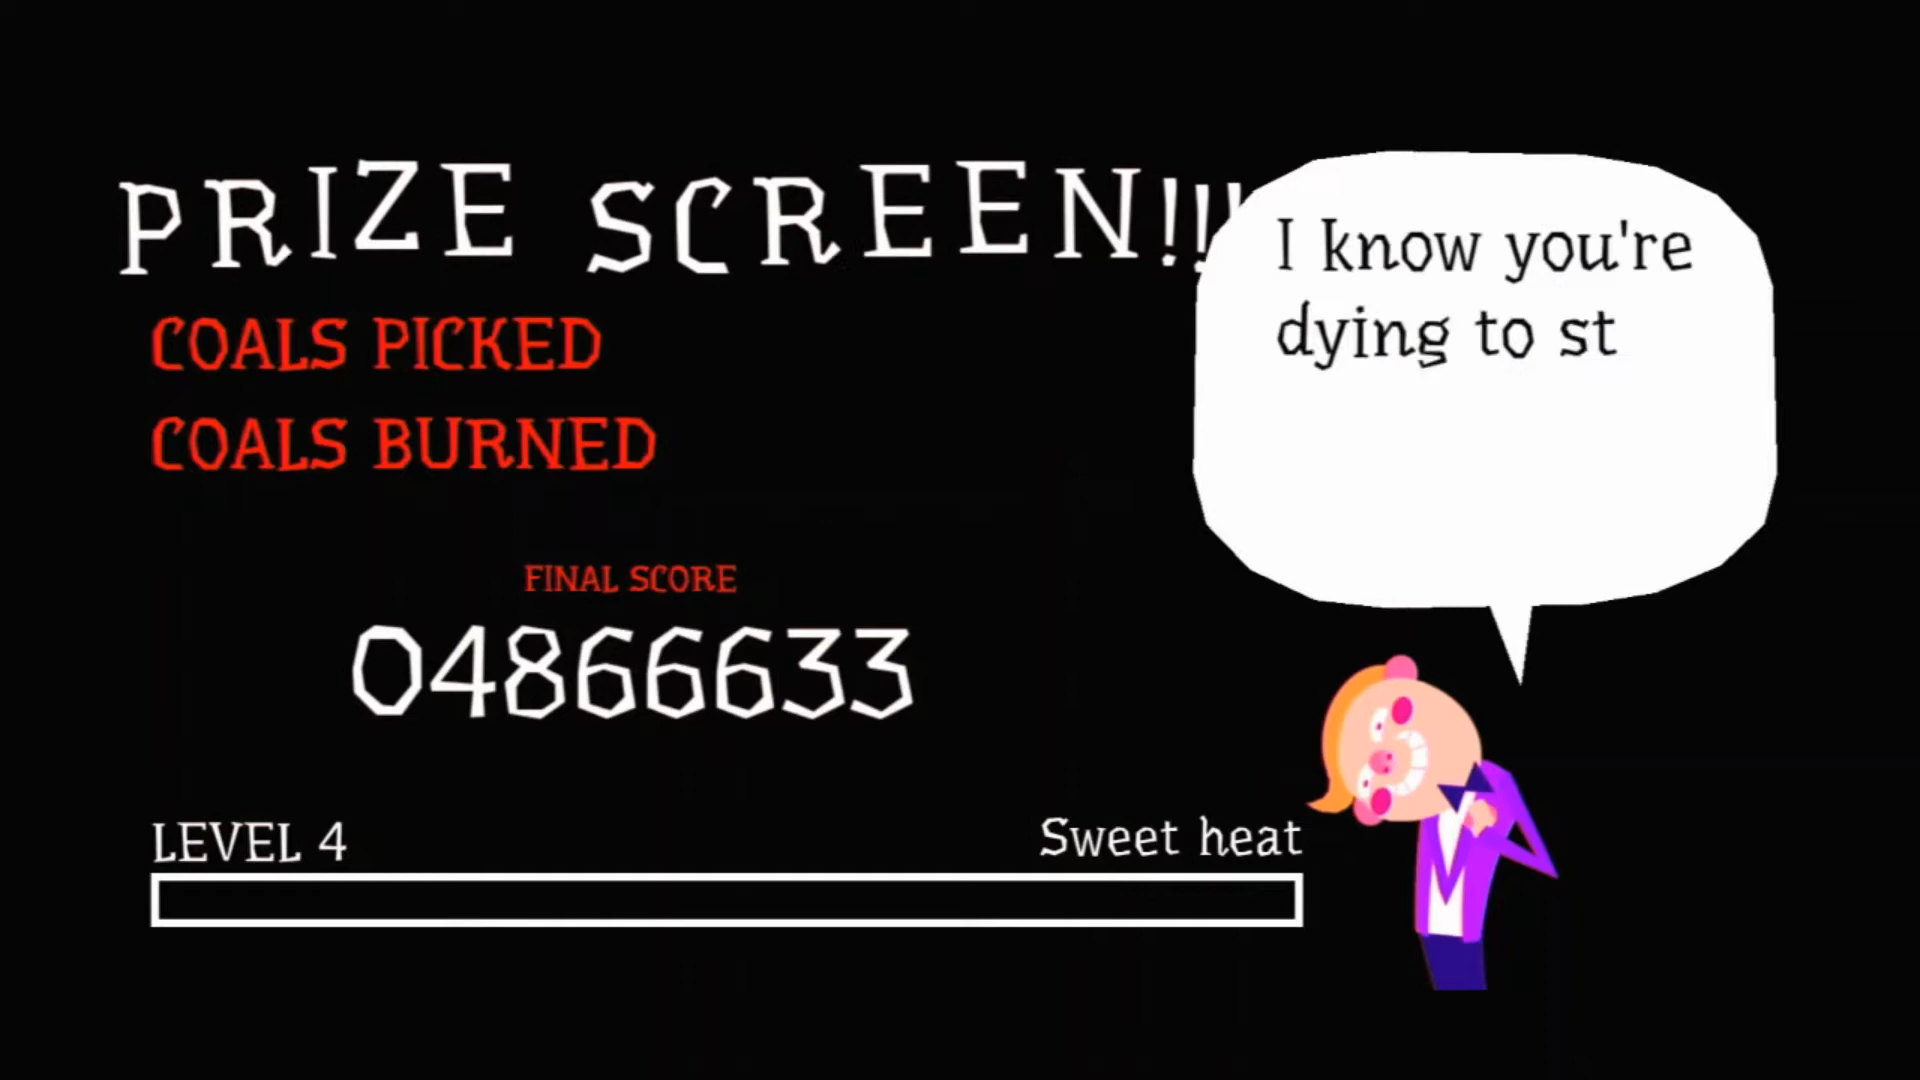 PRIZE SCREEN!!!
COALS PICKED
COALS BURNED
FINAL SCORE
04866633
LEVEL 4
Sweet heat
I know you're
dying to st